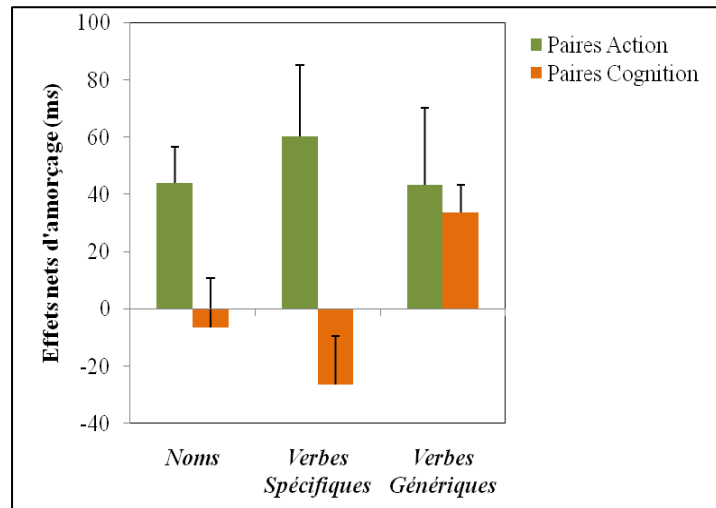 Effets nets d'amorçage (ms)
100
80
60
40
20
0
-20
-40
Noms
Verbes
Spécifiques
Verbes
Génériques
Paires Action
Paires Cognition